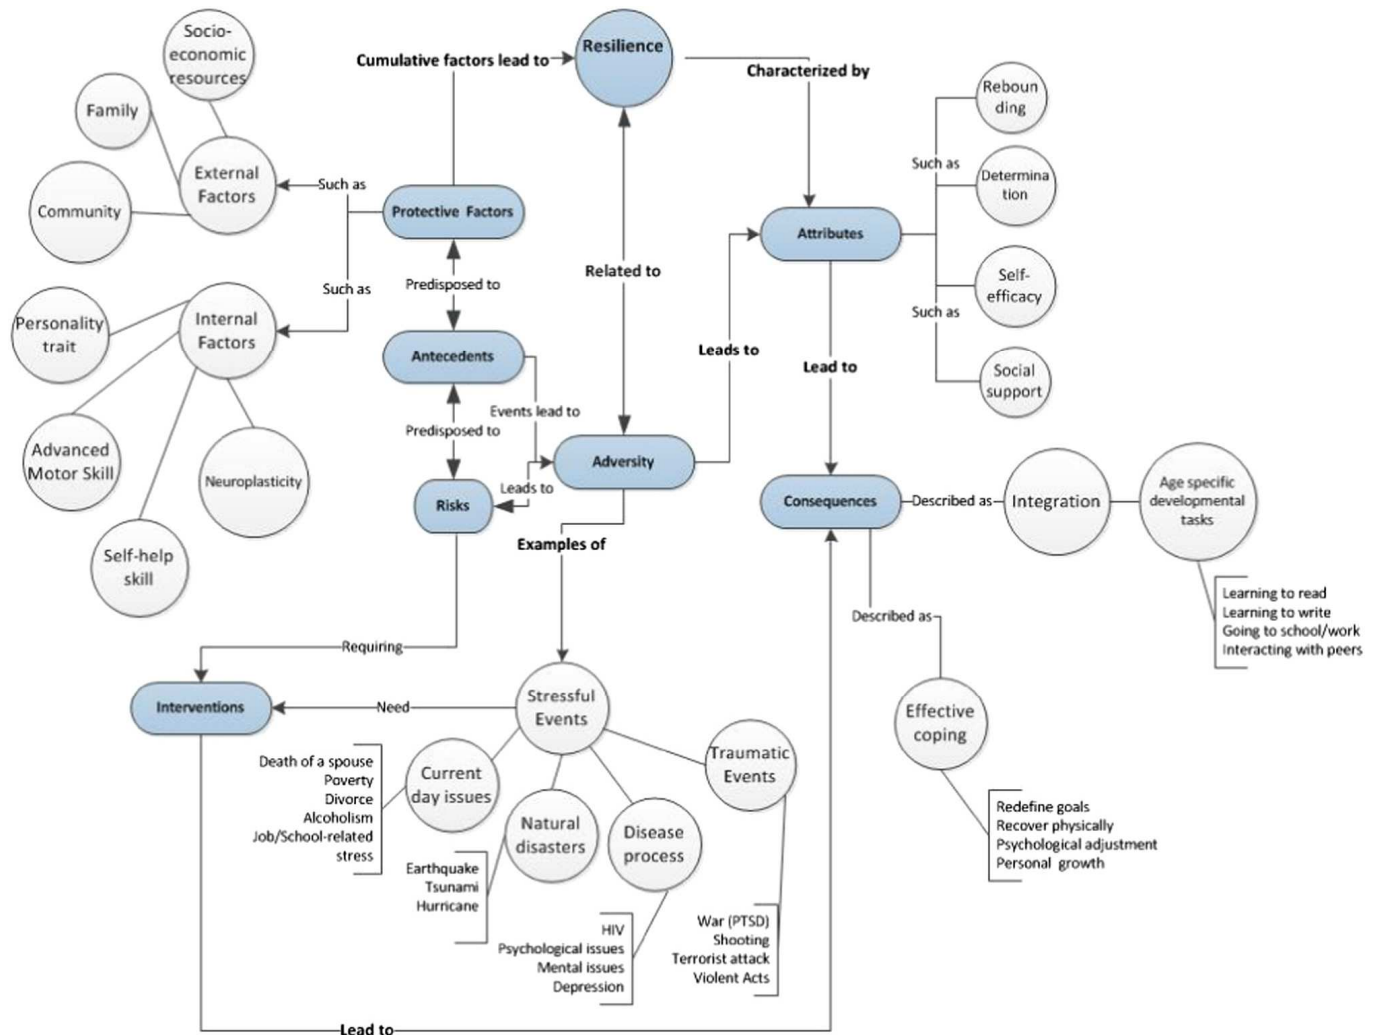 Socio-
economic
resources
Family
Community
External
Factors
Such as
Such as
Internal
Factors
Personality
trait
Advanced
Motor Skill
Self-help
skill
Neuroplasticity
Cumulative factors lead to
Resilience
Characterized by
Protective Factors
Predisposed to
Antecedents
Predisposed to
Events lead to
Leads to
Risks
Related to
Adversity
Leads to
Attributes
Such as
Such as
Reboun
ding
Determina
tion
Self-
efficacy
Social
support
Lead to
Consequences
Described as
Integration
Age specific
developmental
tasks
Learning to read
Learning to write
Going to school/work
Interacting with peers
Described as
Effective
coping
Redefine goals
Recover physically
Psychological adjustment
Personal growth
Examples of
Requiring
Interventions
Need
Stressful
Events
Current
day issues
Death of a spouse
Poverty
Divorce
Alcoholism
Job/School-related
stress
Natural
disasters
Earthquake
Tsunami
Hurricane
Disease
process
HIV
Psychological issues
Mental issues
Depression
Traumatic
Events
War (PTSD)
Shooting
Terrorist attack
Violent Acts
Lead to